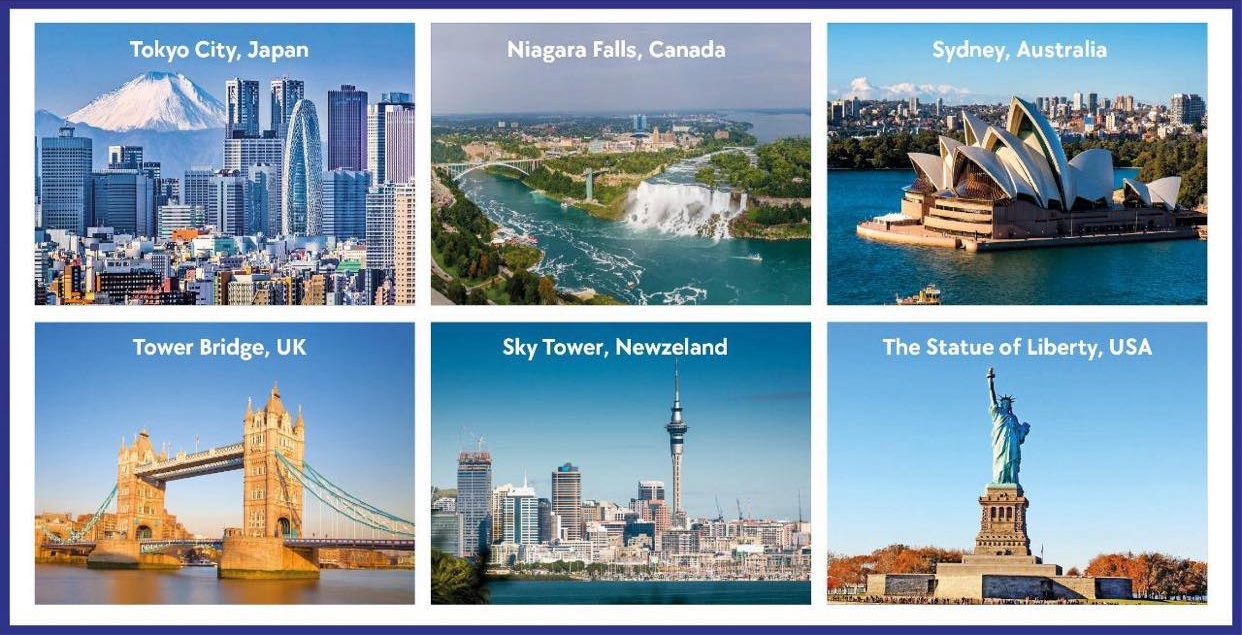 Tokyo City, Japan
Niagara Falls, Canada
Sydney, Australia
Tower Bridge, UK
Sky Tower, Newzeland
The Statue of Liberty, USA